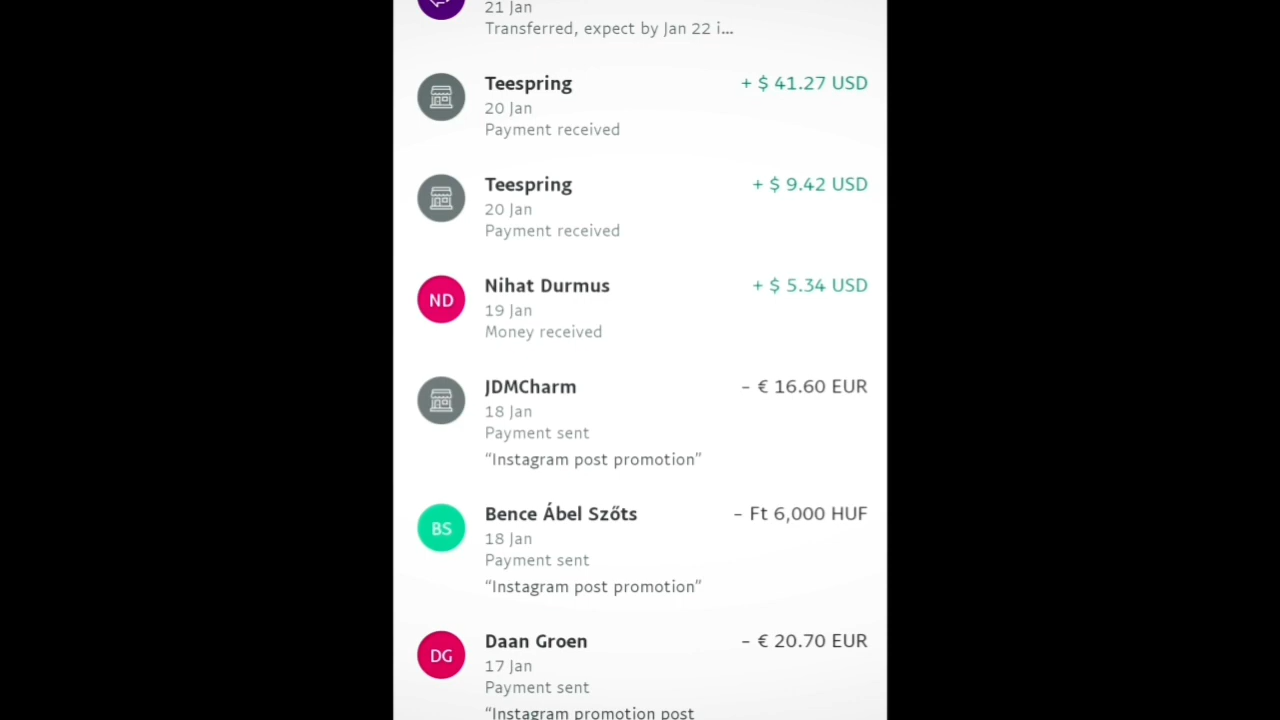 21 Jan
Transferred, expect by Jan 22 i...
Teespring + $ 41.27 USD
20 Jan
Payment received
Teespring + $ 9.42 USD
20 Jan
Payment received
ND Nihat Durmus + $ 5.34 USD
19 Jan
Money received
JDMCharm - € 16.60 EUR
18 Jan
Payment sent
“Instagram post promotion”
BS Bence Ábel Szőts - Ft 6,000 HUF
18 Jan
Payment sent
“Instagram post promotion”
DG Daan Groen - € 20.70 EUR
17 Jan
Payment sent
“Instagram promotion post